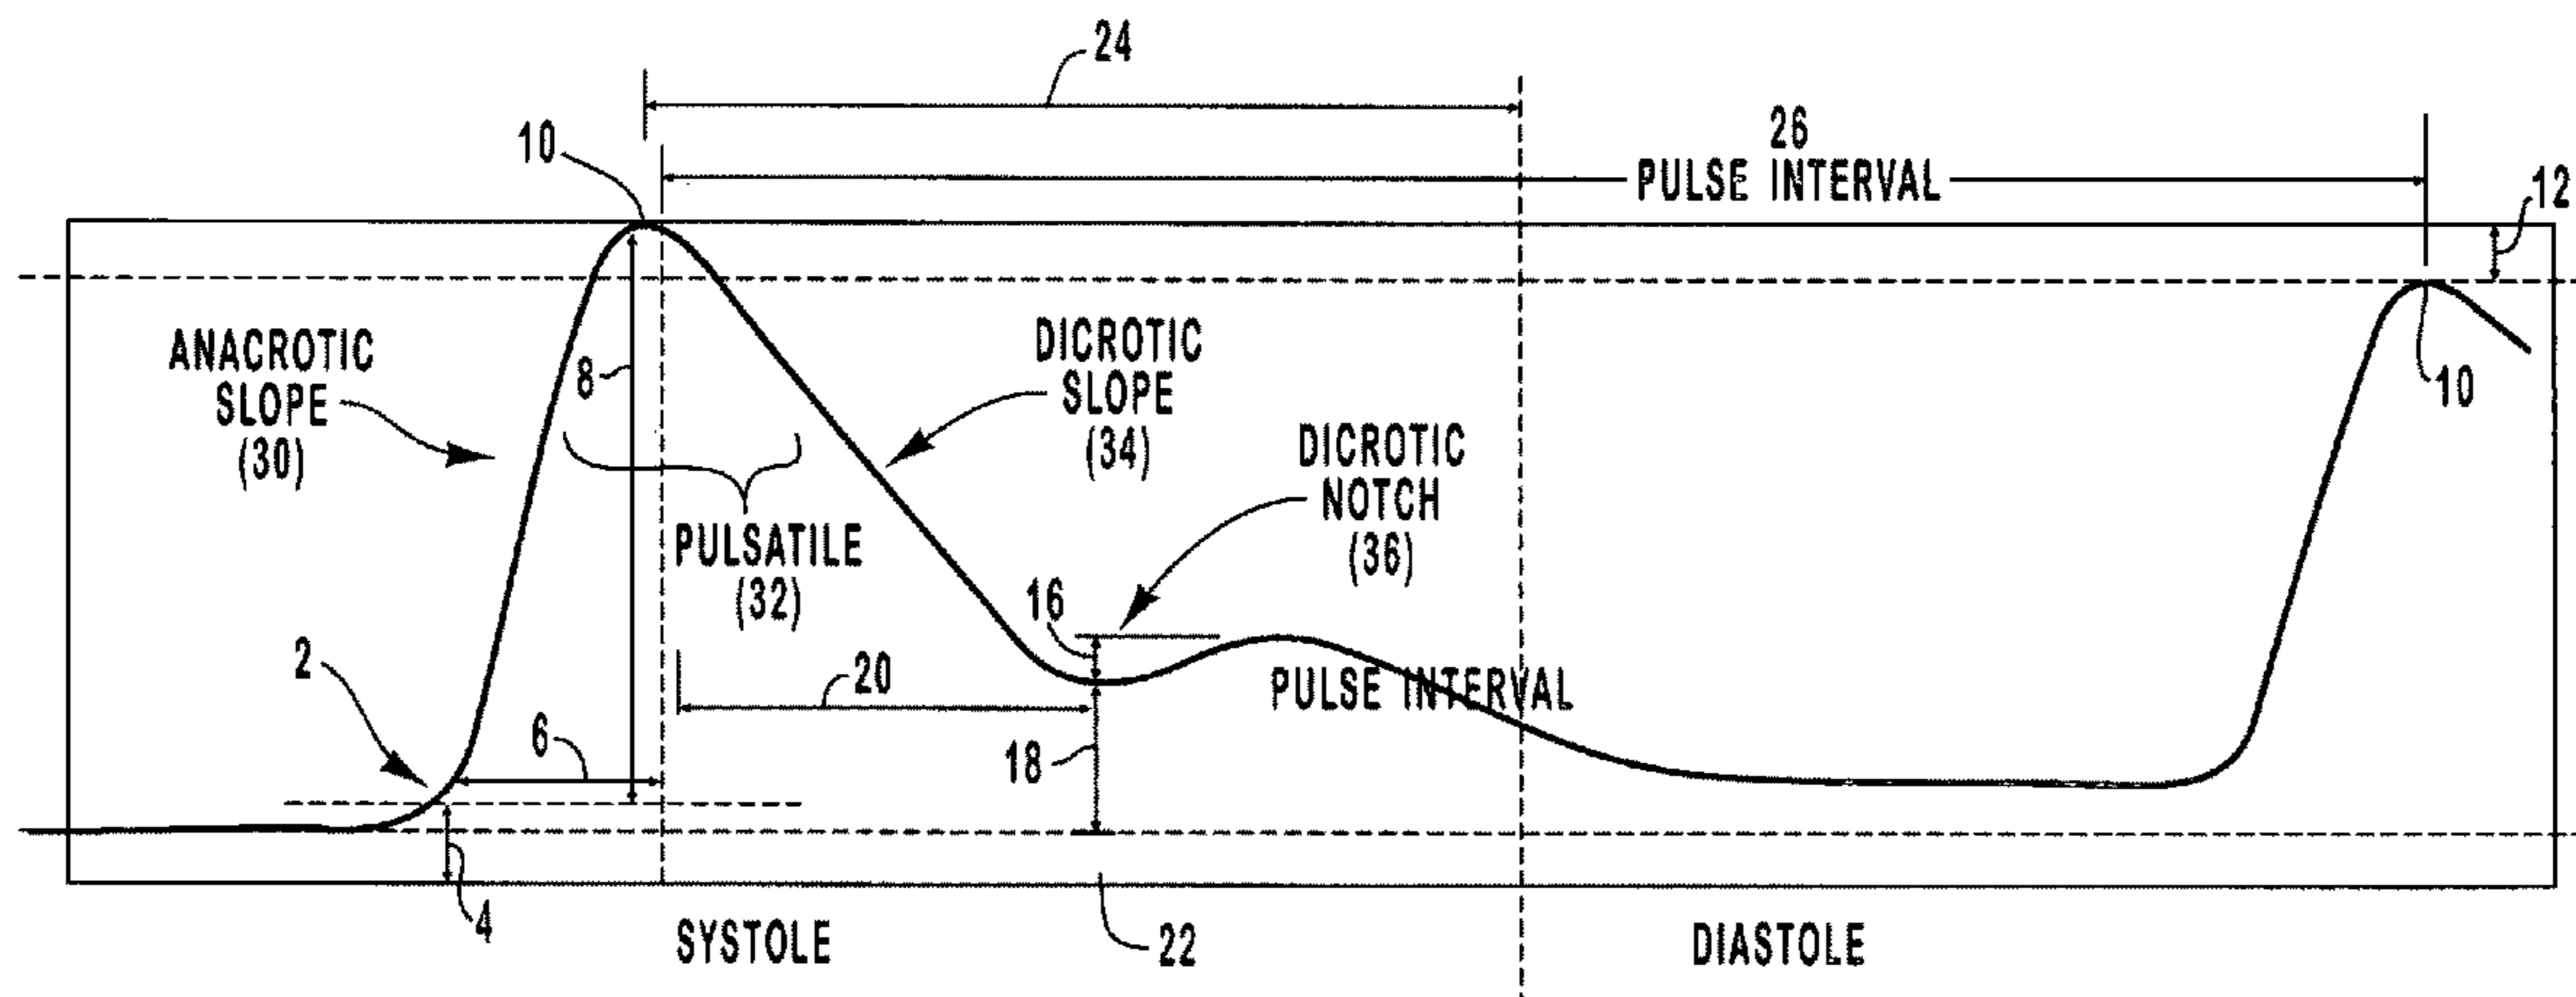 24
26
10
PULSE INTERVAL
12
ANACROTIC
SLOPE
(30)
8
DICROTIC
SLOPE
(34)
10
DICROTIC
NOTCH
(36)
PULSATILE
(32)
16
2
20
PULSE INTERVAL
6
18
4
SYSTOLE
22
DIASTOLE